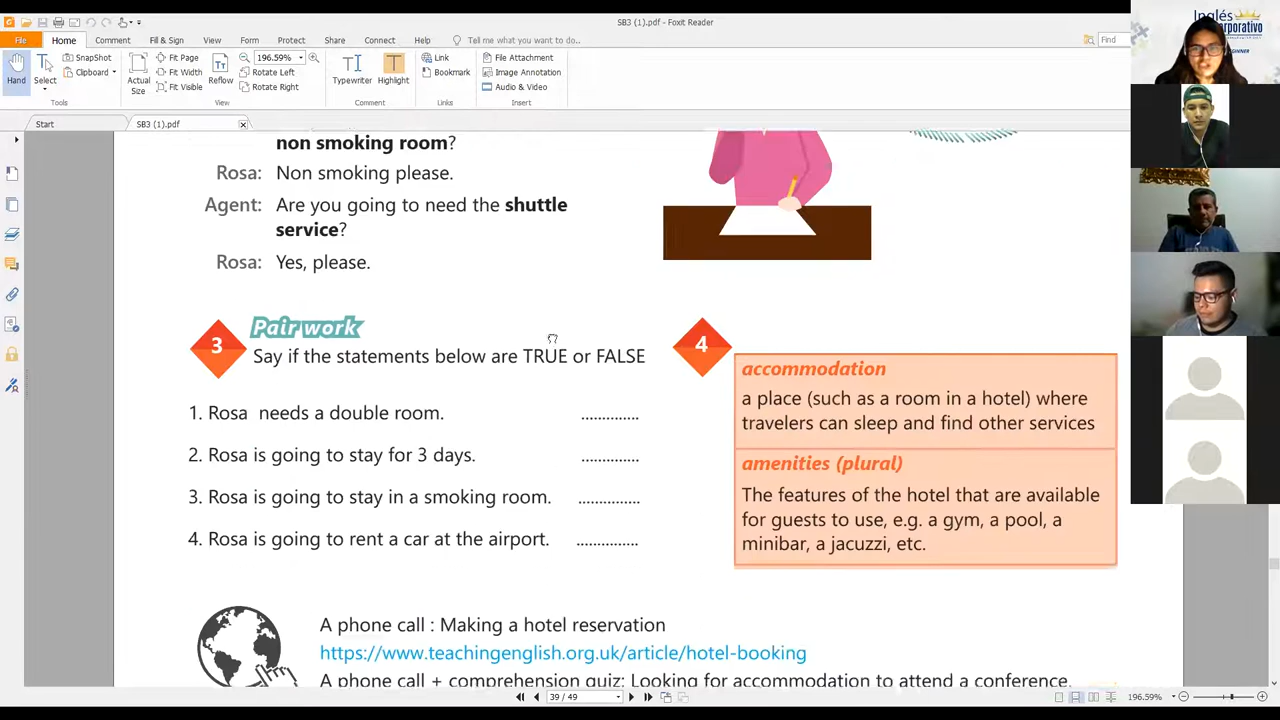 SB3 (1).pdf - Foxit Reader
File
Home
Comment
Fill & Sign
View
Form
Protect
Share
Connect
Help
Tell me what you want to do..
Find
Hand
Select
SnapShot
Clipboard
Tools
Actual
Size
Fit Page
Fit Width
Fit Visible
Reflow
196.59%
Rotate Left
Rotate Right
View
Typewriter
Highlight
Comment
Link
Bookmark
Links
File Attachment
Image Annotation
Audio & Video
Insert
Start
SB3 (1).pdf
non smoking room?
Rosa: Non smoking please.
Agent: Are you going to need the shuttle
service?
Rosa: Yes, please.
3
Pair work
Say if the statements below are TRUE or FALSE
1. Rosa needs a double room. ..............
2. Rosa is going to stay for 3 days. ..............
3. Rosa is going to stay in a smoking room. ...............
4. Rosa is going to rent a car at the airport. ...............
4
accommodation
a place (such as a room in a hotel) where
travelers can sleep and find other services
amenities (plural)
The features of the hotel that are available
for guests to use, e.g. a gym, a pool, a
minibar, a jacuzzi, etc.
A phone call : Making a hotel reservation
https://www.teachingenglish.org.uk/article/hotel-booking
A phone call + comprehension quiz: Looking for accommodation to attend a conference.
39 / 49
196.59%
Inglés